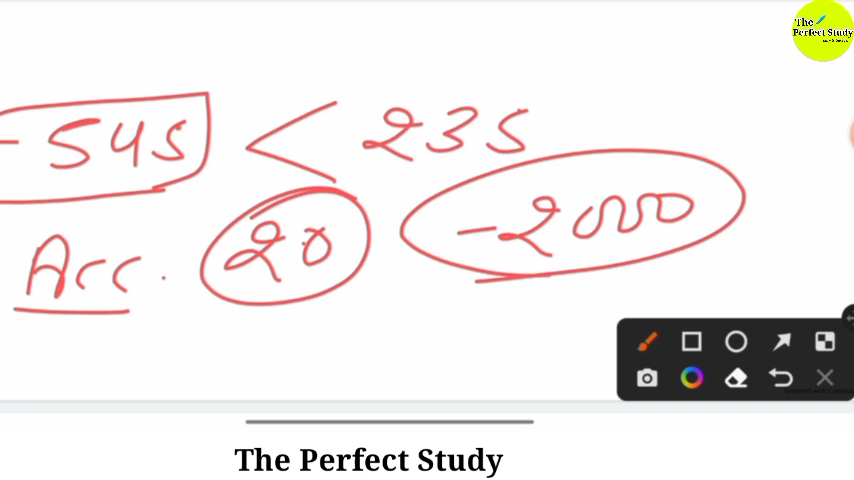 The
Perfect Study
- 545 < 235
Acc. 20 -2000
The Perfect Study